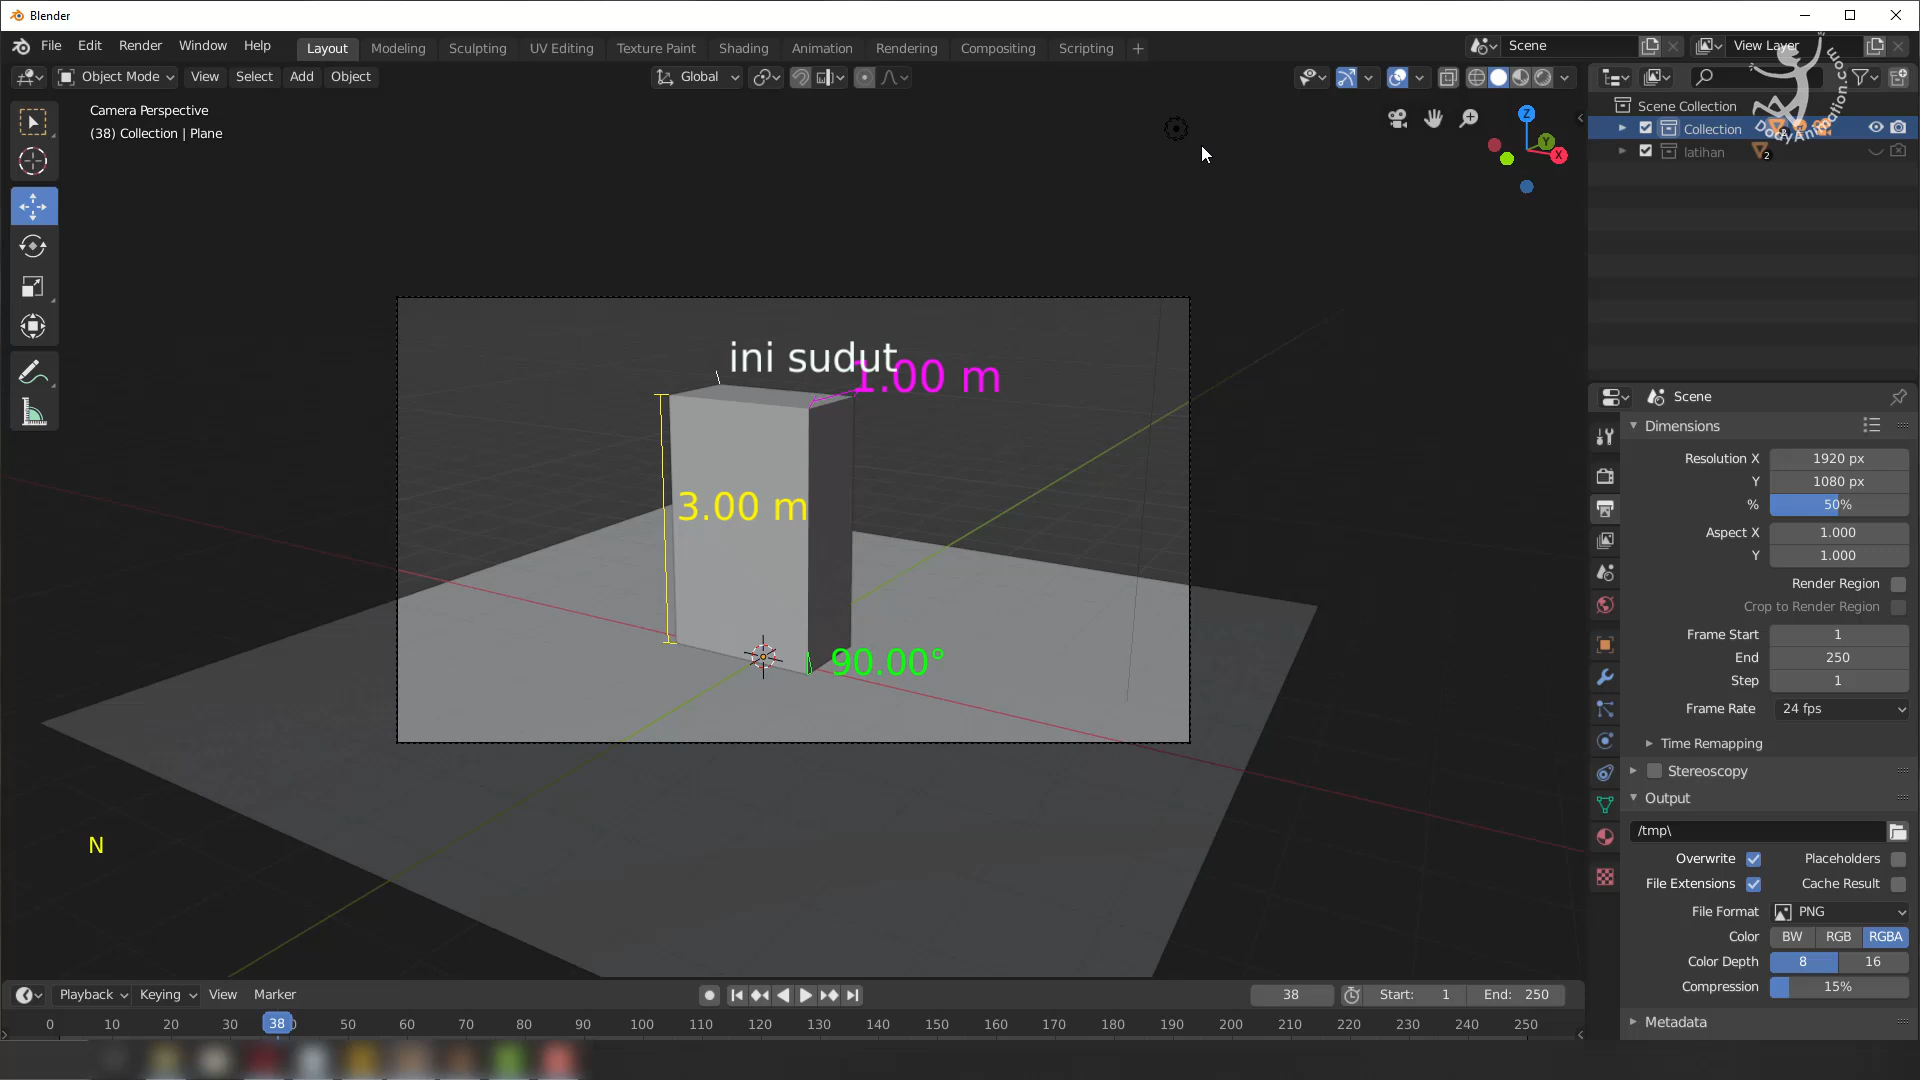 Blender
File Edit Render Window Help Layout Modeling Sculpting UV Editing Texture Paint Shading Animation Rendering Compositing Scripting + Scene View Layer
Object Mode View Select Add Object Global
Camera Perspective
(38) Collection | Plane
Z
Y
X
Scene Collection
Collection
latihan 2
DodyAnimation.com
ini sudut
1.00 m
3.00 m
90.00°
N
Scene
Dimensions
Resolution X 1920 px
Y 1080 px
% 50%
Aspect X 1.000
Y 1.000
Render Region
Crop to Render Region
Frame Start 1
End 250
Step 1
Frame Rate 24 fps
Time Remapping
Stereoscopy
Output
/tmp\
Overwrite Placeholders
File Extensions Cache Result
File Format PNG
Color BW RGB RGBA
Color Depth 8 16
Compression 15%
Metadata
Playback Keying View Marker 38 Start: 1 End: 250
0 10 20 30 38 50 60 70 80 90 100 110 120 130 140 150 160 170 180 190 200 210 220 230 240 250